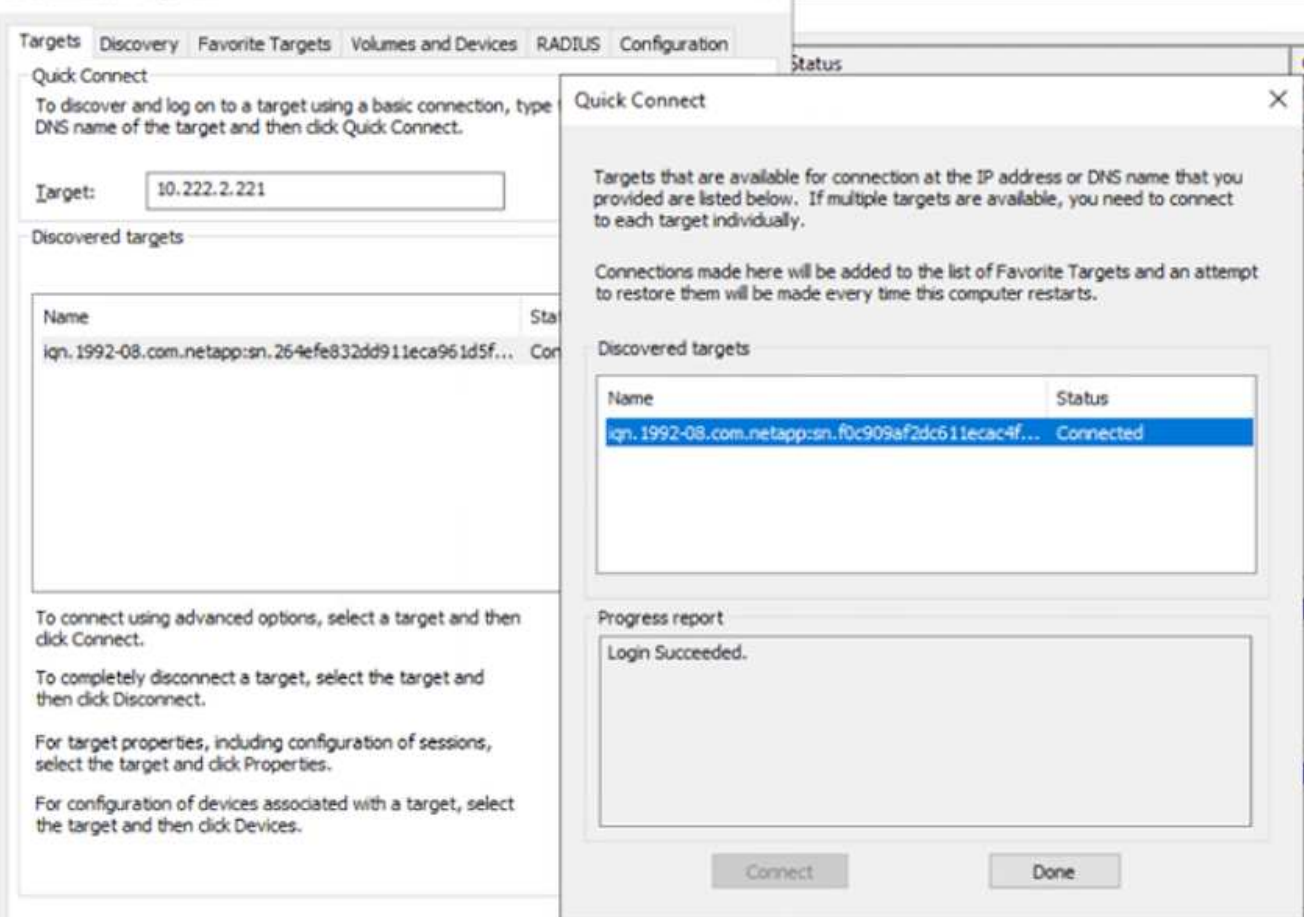 Targets Discovery Favorite Targets Volumes and Devices RADIUS Configuration
Quick Connect
To discover and log on to a target using a basic connection, type
DNS name of the target and then click Quick Connect.
Target: 10.222.2.221
Discovered targets
Name Sta
iqn.1992-08.com.netapp:sn.264efe832dd911eca961d5f... Con
To connect using advanced options, select a target and then
click Connect.
To completely disconnect a target, select the target and
then click Disconnect.
For target properties, including configuration of sessions,
select the target and click Properties.
For configuration of devices associated with a target, select
the target and then click Devices.
Status
Quick Connect
Targets that are available for connection at the IP address or DNS name that you
provided are listed below. If multiple targets are available, you need to connect
to each target individually.
Connections made here will be added to the list of Favorite Targets and an attempt
to restore them will be made every time this computer restarts.
Discovered targets
Name Status
iqn.1992-08.com.netapp:sn.f0c909af2dc611ecac4f... Connected
Progress report
Login Succeeded.
Connect Done